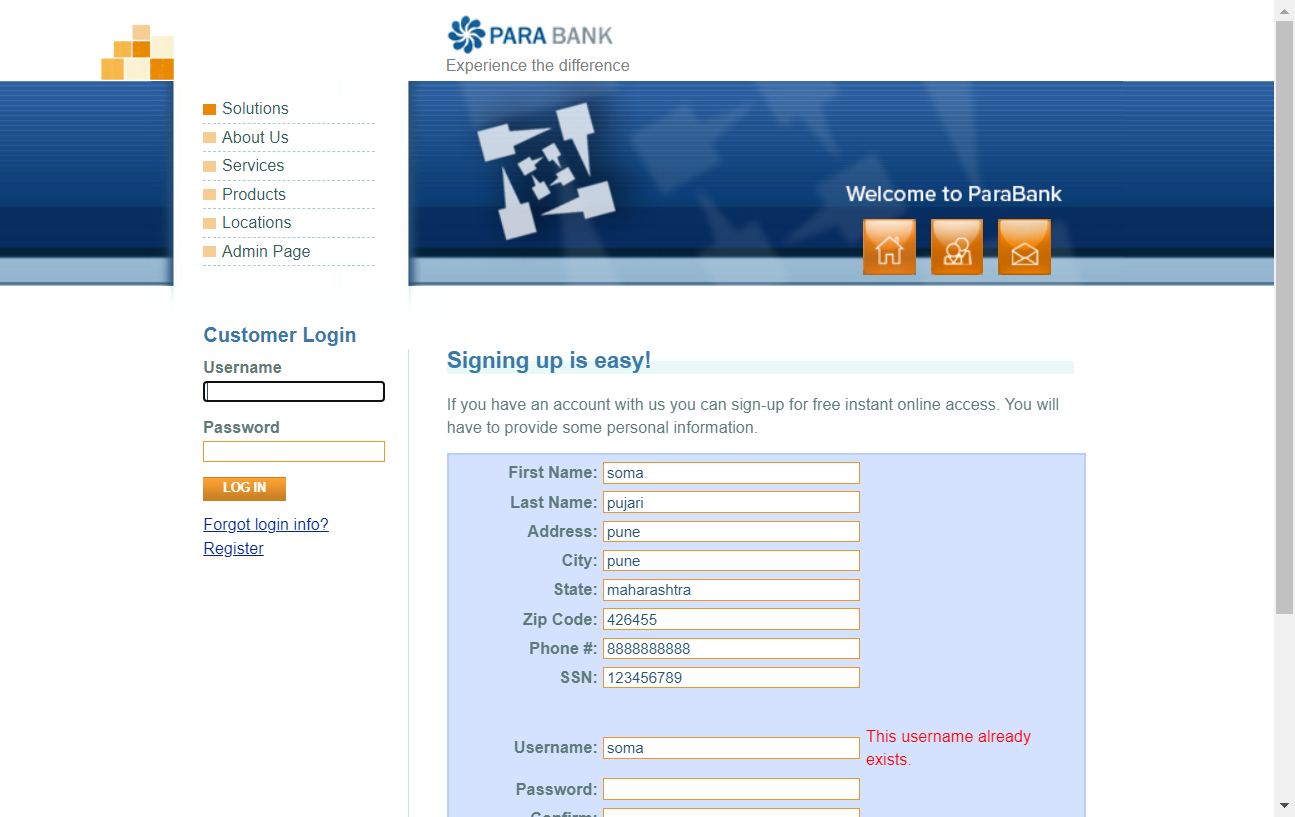 PARA BANK
Experience the difference
Solutions
About Us
Services
Products
Locations
Admin Page
Welcome to ParaBank
Customer Login
Username
Password
LOG IN
Forgot login info?
Register
Signing up is easy!
If you have an account with us you can sign-up for free instant online access. You will
have to provide some personal information.
First Name: soma
Last Name: pujari
Address: pune
City: pune
State: maharashtra
Zip Code: 426455
Phone #: 8888888888
SSN: 123456789
This username already
Username: soma
exists.
Password:
Confirm: